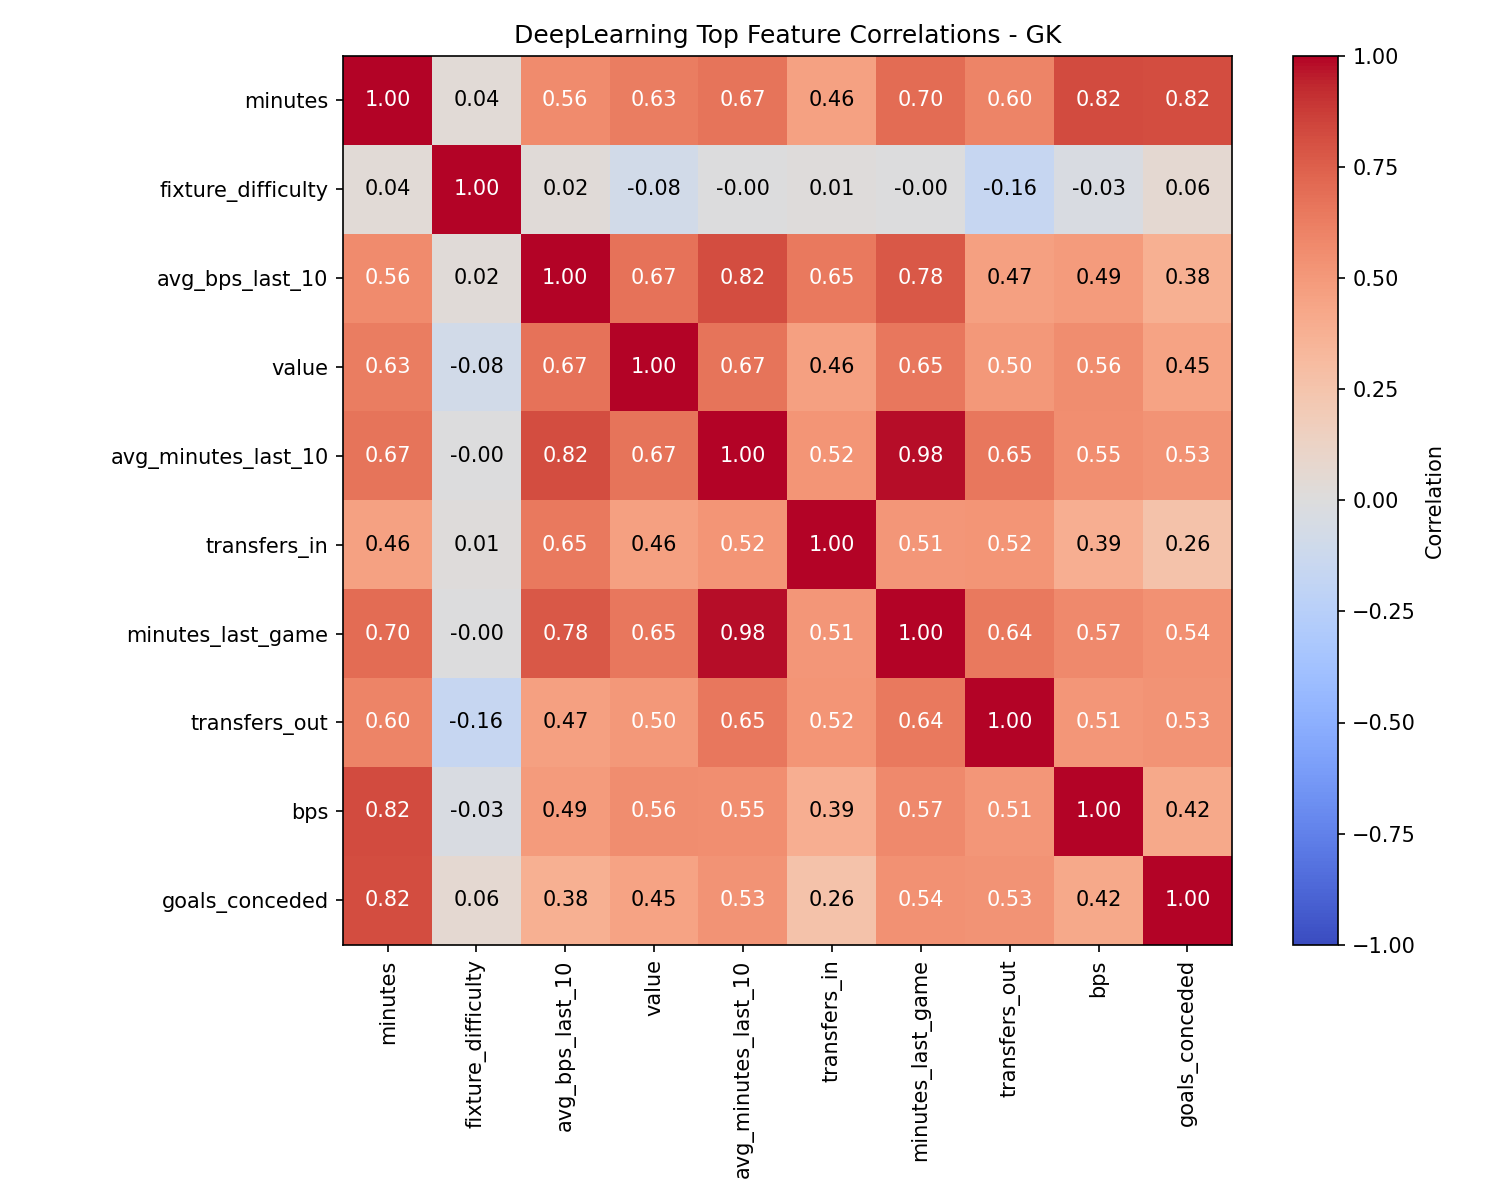 DeepLearning Top Feature Correlations - GK
minutes 1.00 0.04 0.56 0.63 0.67 0.46 0.70 0.60 0.82 0.82
fixture_difficulty 0.04 1.00 0.02 -0.08 -0.00 0.01 -0.00 -0.16 -0.03 0.06
avg_bps_last_10 0.56 0.02 1.00 0.67 0.82 0.65 0.78 0.47 0.49 0.38
value 0.63 -0.08 0.67 1.00 0.67 0.46 0.65 0.50 0.56 0.45
avg_minutes_last_10 0.67 -0.00 0.82 0.67 1.00 0.52 0.98 0.65 0.55 0.53
transfers_in 0.46 0.01 0.65 0.46 0.52 1.00 0.51 0.52 0.39 0.26
minutes_last_game 0.70 -0.00 0.78 0.65 0.98 0.51 1.00 0.64 0.57 0.54
transfers_out 0.60 -0.16 0.47 0.50 0.65 0.52 0.64 1.00 0.51 0.53
bps 0.82 -0.03 0.49 0.56 0.55 0.39 0.57 0.51 1.00 0.42
goals_conceded 0.82 0.06 0.38 0.45 0.53 0.26 0.54 0.53 0.42 1.00
minutes
fixture_difficulty
avg_bps_last_10
value
avg_minutes_last_10
transfers_in
minutes_last_game
transfers_out
bps
goals_conceded
1.00
0.75
0.50
0.25
0.00
−0.25
−0.50
−0.75
−1.00
Correlation